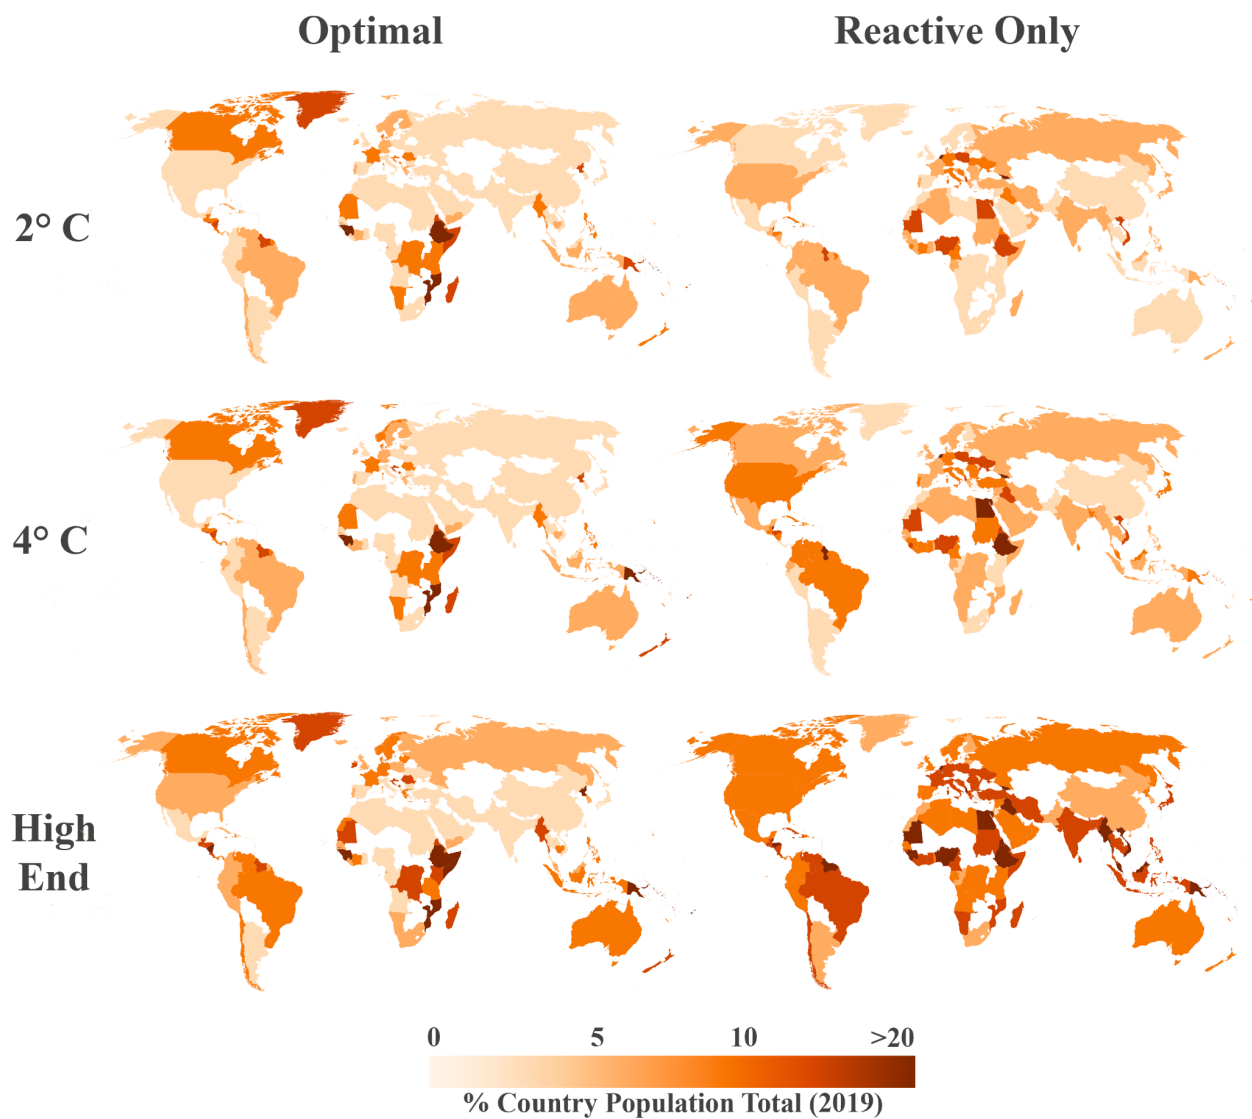 Optimal
Reactive Only
2° C
4° C
High
End
0 5 10 >20
% Country Population Total (2019)